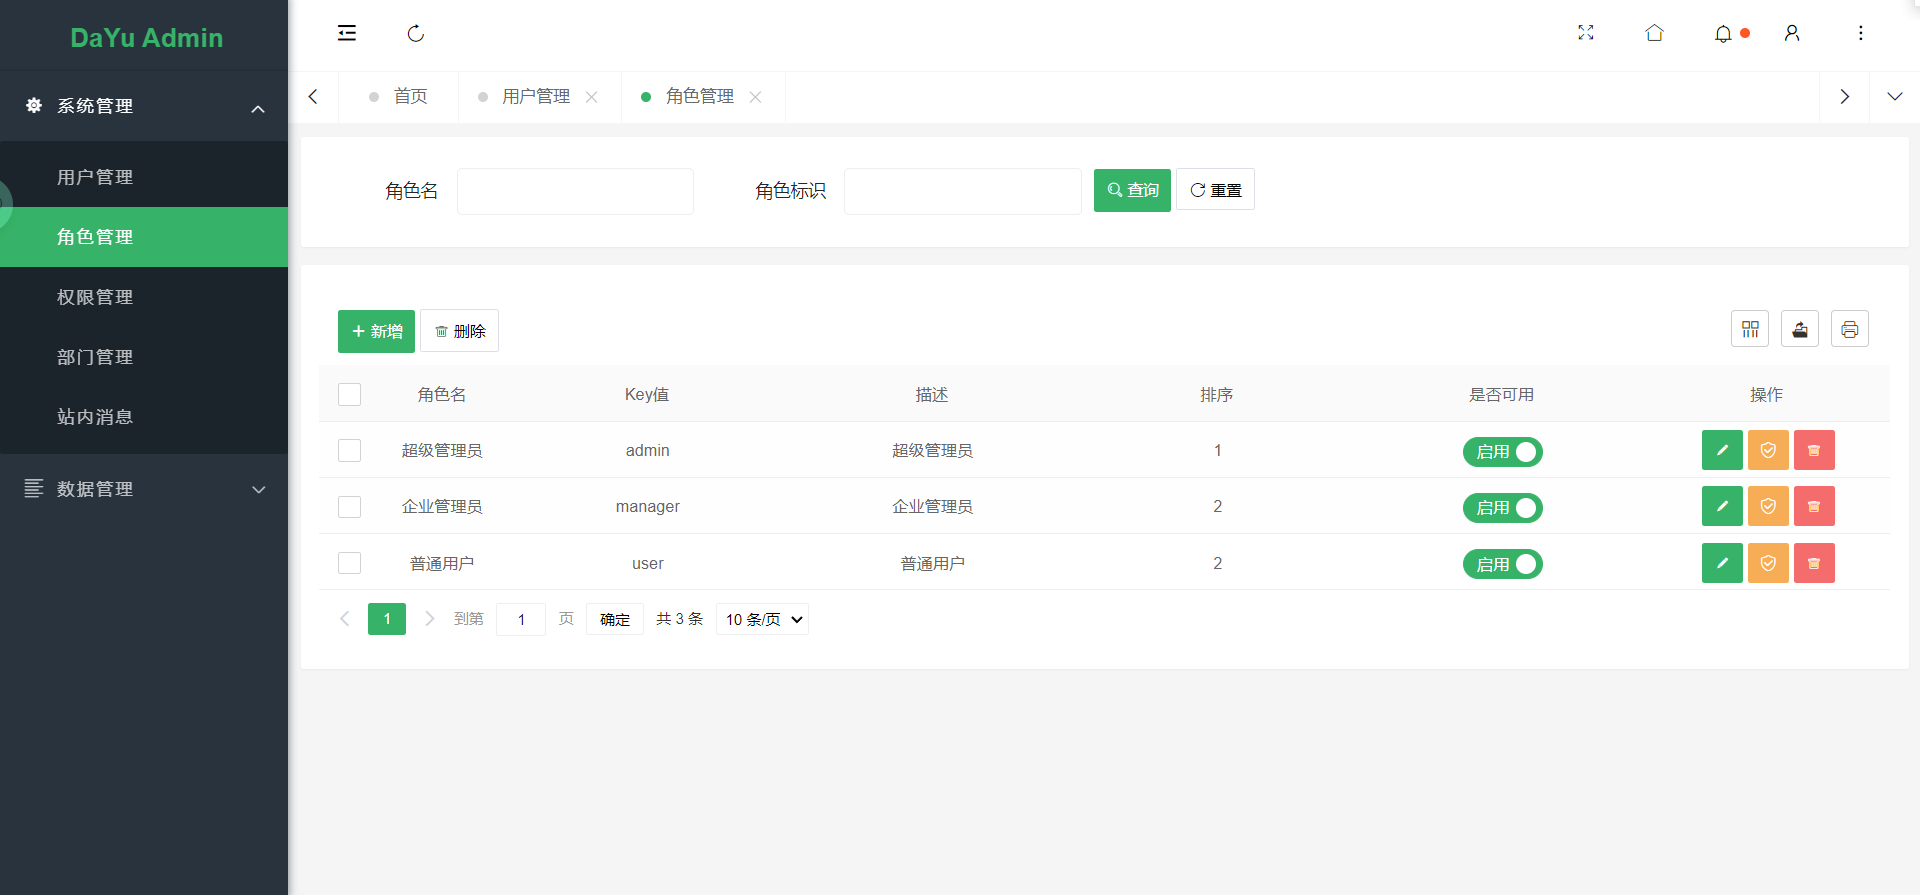 DaYu Admin
系统管理
用户管理
角色管理
权限管理
部门管理
站内消息
数据管理
首页
用户管理
角色管理
角色名
角色标识
查询
重置
新增
删除
角色名 Key值 描述 排序 是否可用 操作
超级管理员 admin 超级管理员 1 启用
企业管理员 manager 企业管理员 2 启用
普通用户 user 普通用户 2 启用
1 到第 1 页 确定 共 3 条 10 条/页